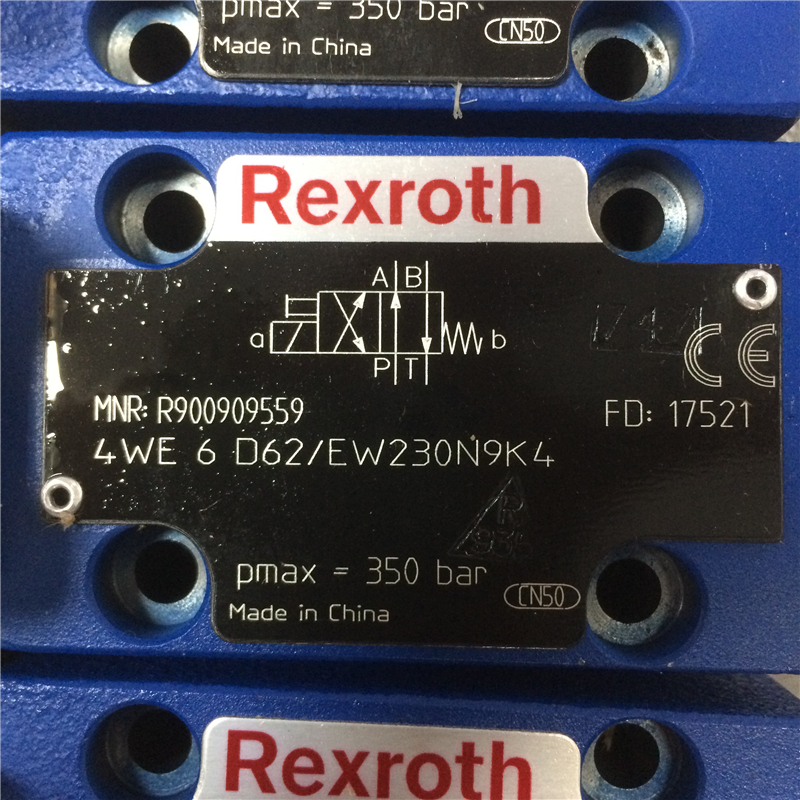 pmax = 350 bar
Made in China
CN50
Rexroth
A B
a
b
P T
CE
MNR: R900909559
FD: 17521
4WE 6 D62/EW230N9K4
R
pmax = 350 bar
CN50
Made in China
Rexroth